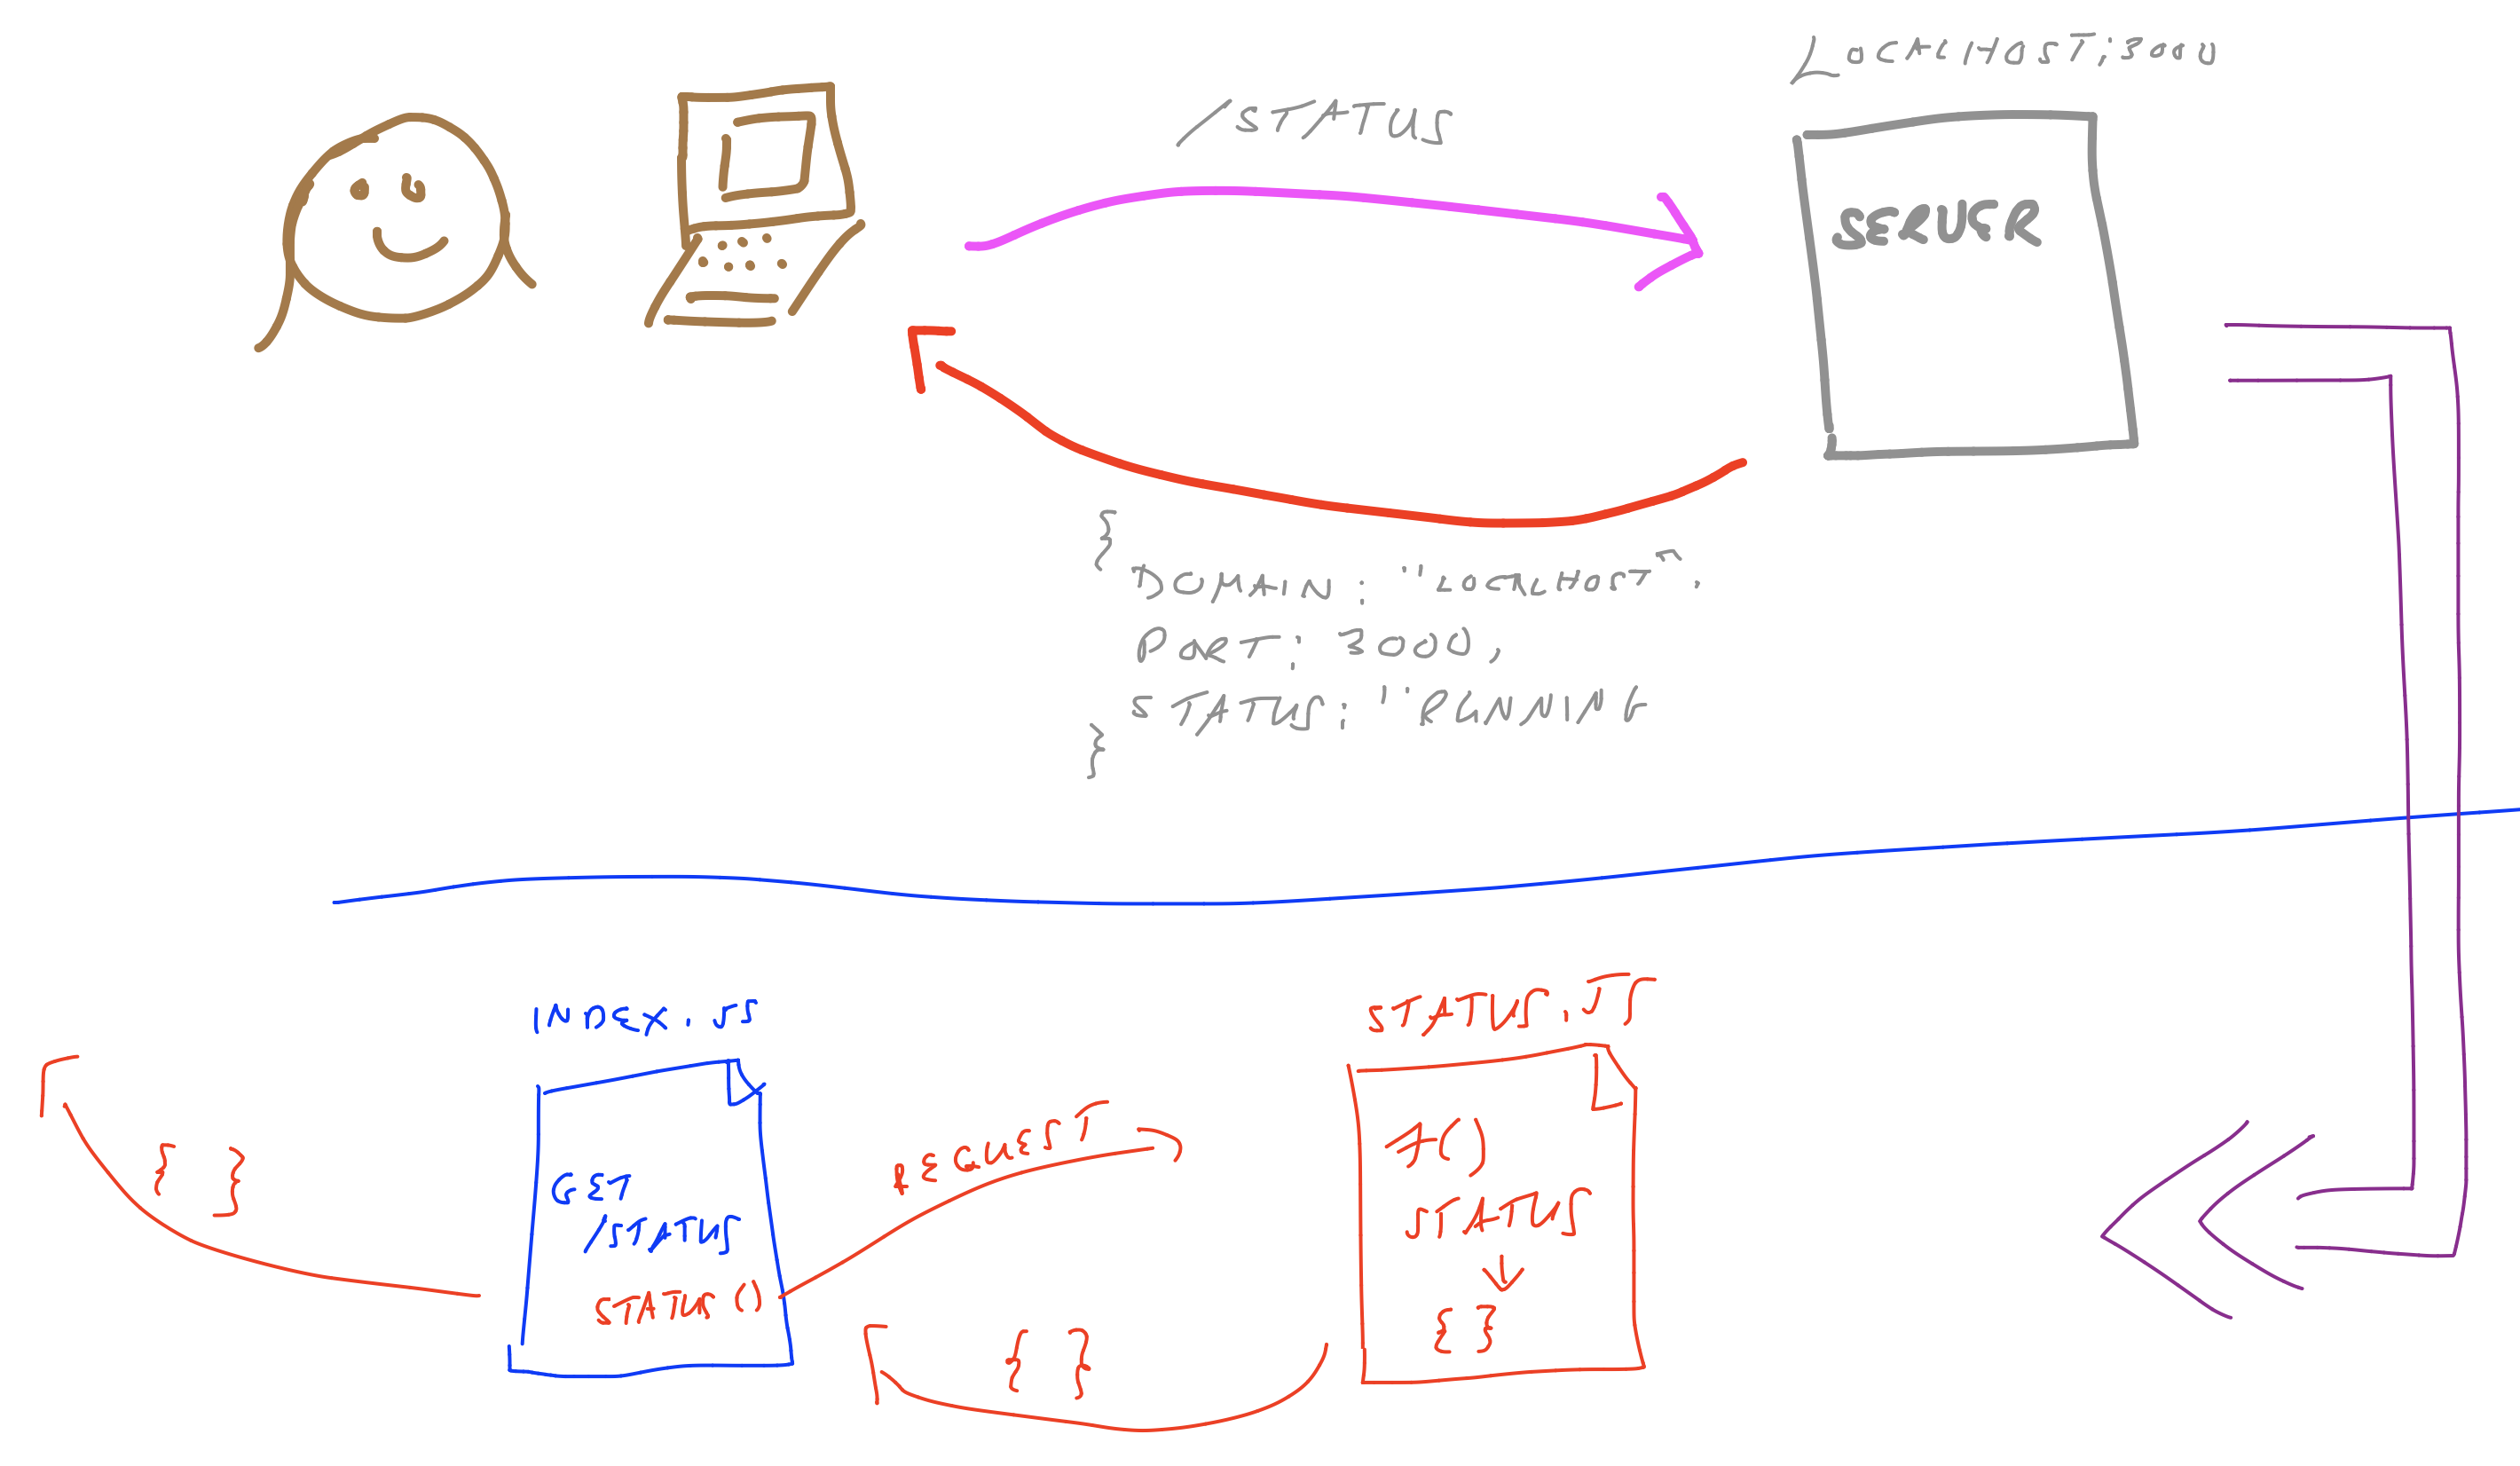 LOCALHOST:3000
/STATUS
SERVER
{
DOMAIN: "LOCALHOST",
PORT: 3000,
STATUS: "RUNNING
}
INDEX.JS
STATUS.JS
{ }
GET
/STATUS
STATUS()
REQUEST
F()
STATUS
{}
{ }